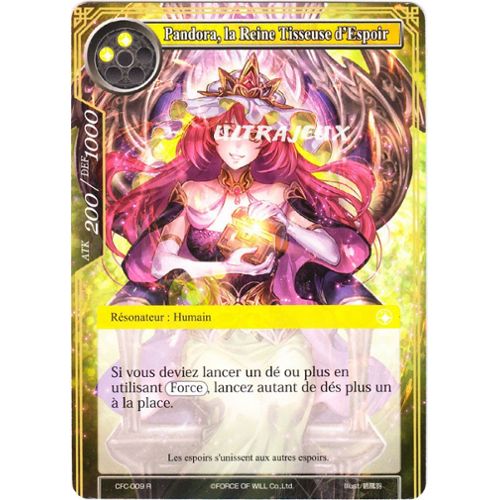 Pandora, la Reine Tisseuse d'Espoir
ULTRAJEUX
ATK 200 / DEF 1000
Résonateur : Humain
Si vous deviez lancer un dé ou plus en
utilisant Force, lancez autant de dés plus un
à la place.
Les espoirs s'unissent aux autres espoirs.
CFC-009 R ©FORCE OF WILL Co.,Ltd. Illust/